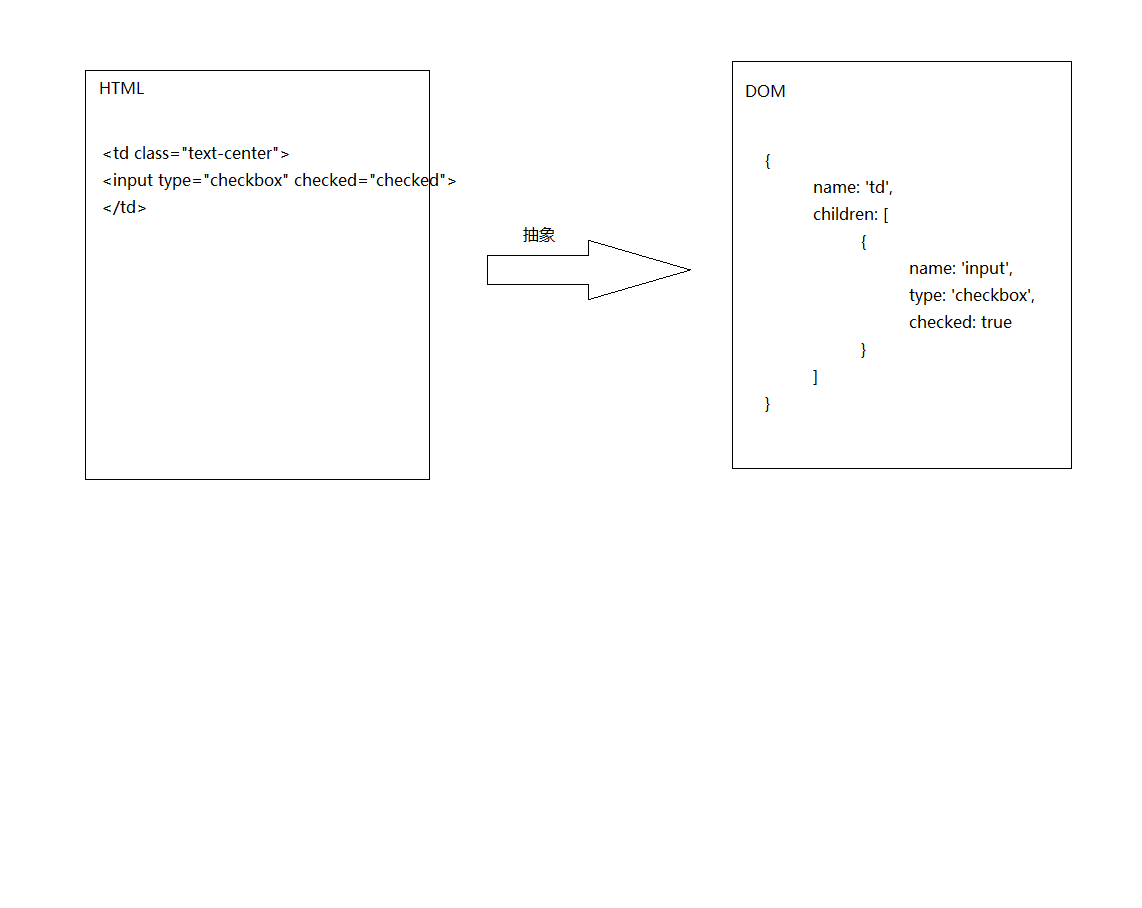 HTML
<td class="text-center">
<input type="checkbox" checked="checked">
</td>
抽象
DOM
{
name: 'td',
children: [
{
name: 'input',
type: 'checkbox',
checked: true
}
]
}